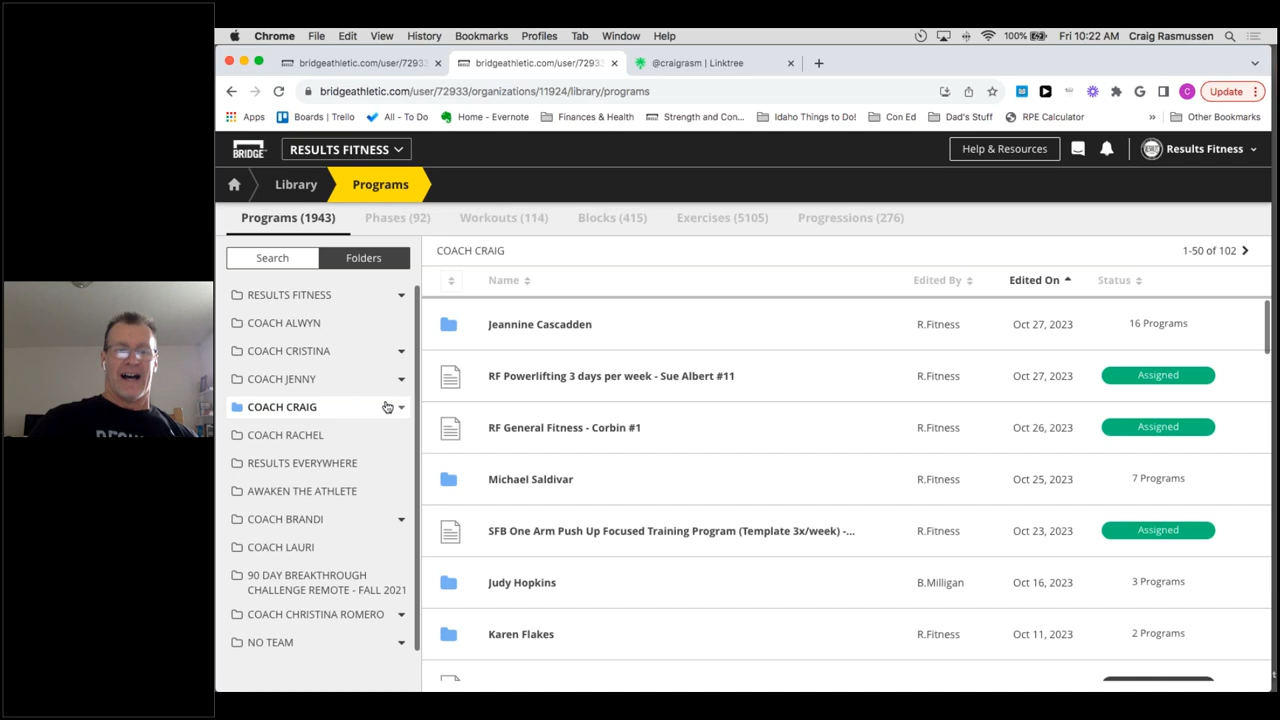 Chrome File Edit View History Bookmarks Profiles Tab Window Help 100% Fri 10:22 AM Craig Rasmussen
bridgeathletic.com/user/72933 bridgeathletic.com/user/7293 @craigrasm | Linktree
bridgeathletic.com/user/72933/organizations/11924/library/programs G C Update
Apps Boards | Trello All - To Do Home - Evernote Finances & Health Strength and Con... Idaho Things to Do! Con Ed Dad's Stuff RPE Calculator » Other Bookmarks
BRIDGE RESULTS FITNESS Help & Resources Results Fitness
Library Programs
Programs (1943) Phases (92) Workouts (114) Blocks (415) Exercises (5105) Progressions (276)
Search Folders
COACH CRAIG 1-50 of 102
Name Edited By Edited On Status
RESULTS FITNESS
COACH ALWYN
COACH CRISTINA
COACH JENNY
COACH CRAIG
COACH RACHEL
RESULTS EVERYWHERE
AWAKEN THE ATHLETE
COACH BRANDI
COACH LAURI
90 DAY BREAKTHROUGH
CHALLENGE REMOTE - FALL 2021
COACH CHRISTINA ROMERO
NO TEAM
Jeannine Cascadden R.Fitness Oct 27, 2023 16 Programs
RF Powerlifting 3 days per week - Sue Albert #11 R.Fitness Oct 27, 2023 Assigned
RF General Fitness - Corbin #1 R.Fitness Oct 26, 2023 Assigned
Michael Saldivar R.Fitness Oct 25, 2023 7 Programs
SFB One Arm Push Up Focused Training Program (Template 3x/week) -... R.Fitness Oct 23, 2023 Assigned
Judy Hopkins B.Milligan Oct 16, 2023 3 Programs
Karen Flakes R.Fitness Oct 11, 2023 2 Programs